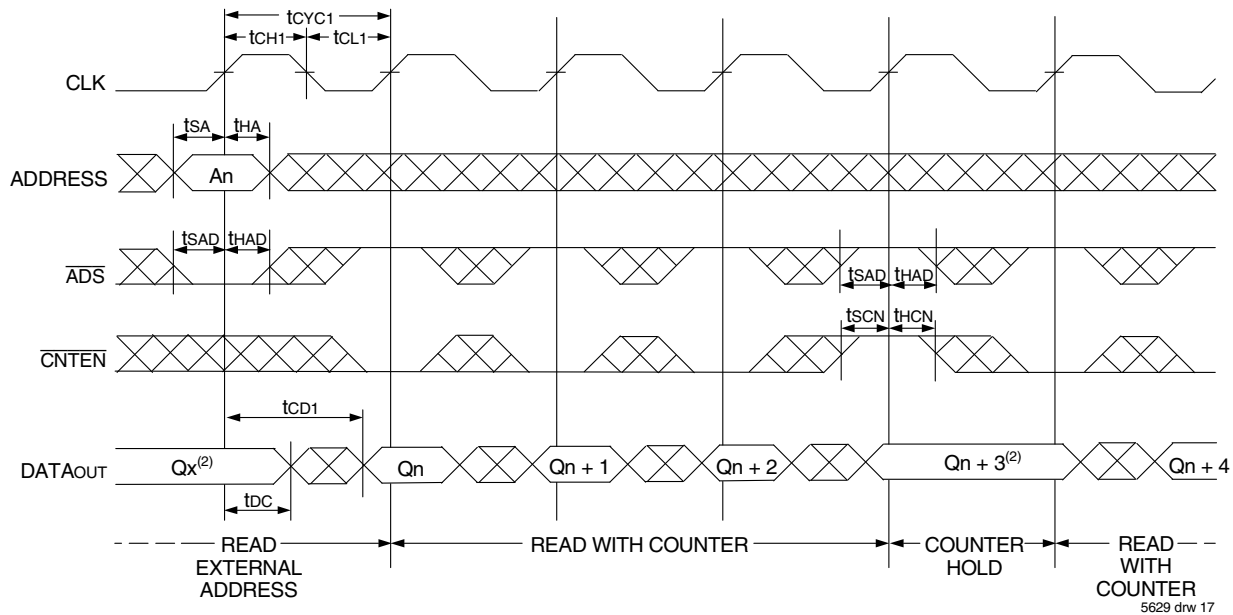 tCYC1
tCH1 tCL1
CLK
tSA tHA
ADDRESS An
tSAD tHAD
ADS
tSAD tHAD
tSCN tHCN
CNTEN
tCD1
DATAOUT Qx(2) Qn Qn + 1 Qn + 2 Qn + 3(2) Qn + 4
tDC
READ EXTERNAL ADDRESS
READ WITH COUNTER
COUNTER HOLD
READ WITH COUNTER
5629 drw 17